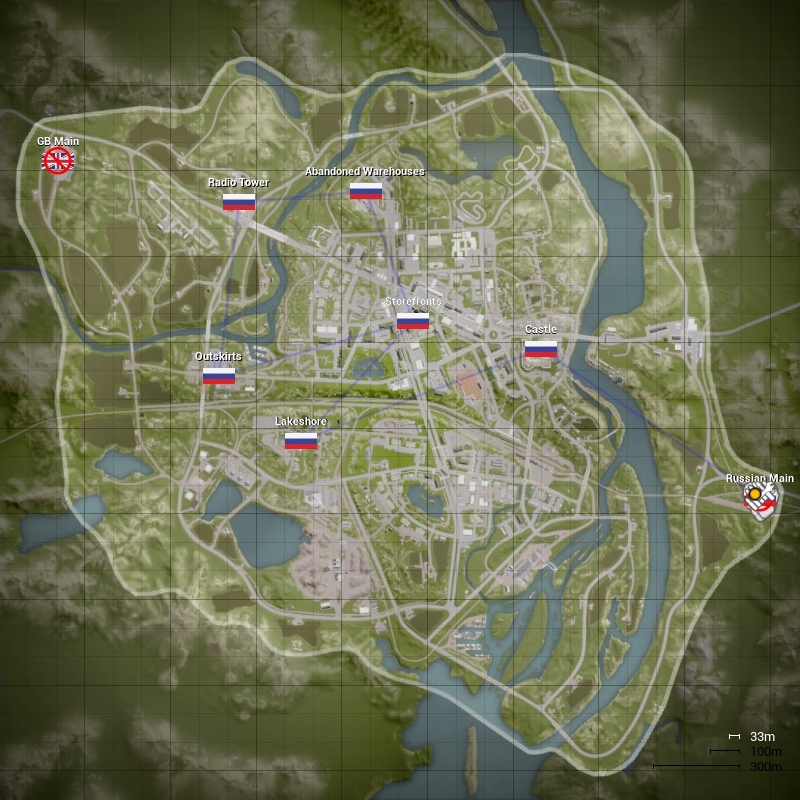 GB Main
Abandoned Warehouses
Radio Tower
Storefronts
Castle
Outskirts
Lakeshore
Russian Main
33m
100m
300m